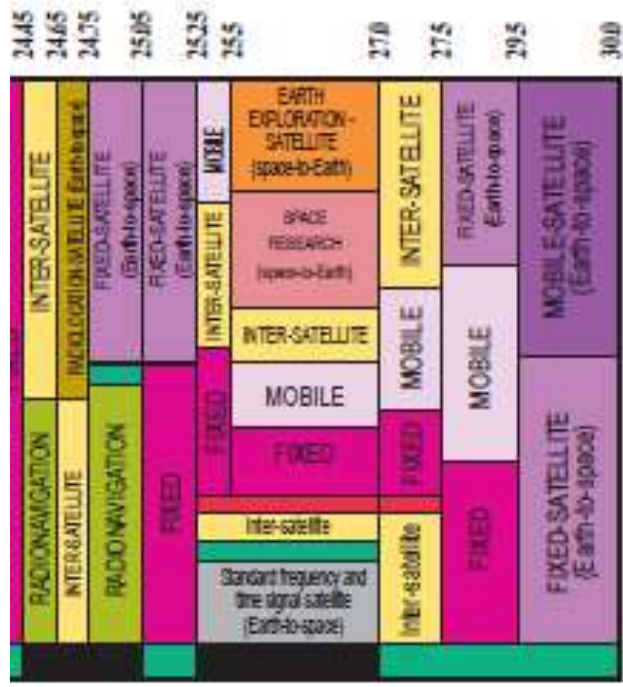 24.45
24.65
24.75
25.05
25.25
25.5
27.0
27.5
29.5
30.0
INTER-SATELLITE
RADIONAVIGATION
RADIOLOCATION-SATELLITE (Earth-to-space)
INTER-SATELLITE
FIXED-SATELLITE
(Earth-to-space)
RADIONAVIGATION
FIXED-SATELLITE
(Earth-to-space)
FIXED
MOBILE
INTER-SATELLITE
FIXED
EARTH
EXPLORATION -
SATELLITE
(space-to-Earth)
SPACE
RESEARCH
(space-to-Earth)
INTER-SATELLITE
MOBILE
FIXED
Inter-satellite
Standard frequency and
time signal satellite
(Earth-to-space)
INTER-SATELLITE
MOBILE
FIXED
Inter-satellite
FIXED-SATELLITE
(Earth-to-space)
MOBILE
FIXED
MOBILE-SATELLITE
(Earth-to-space)
FIXED-SATELLITE
(Earth-to-space)